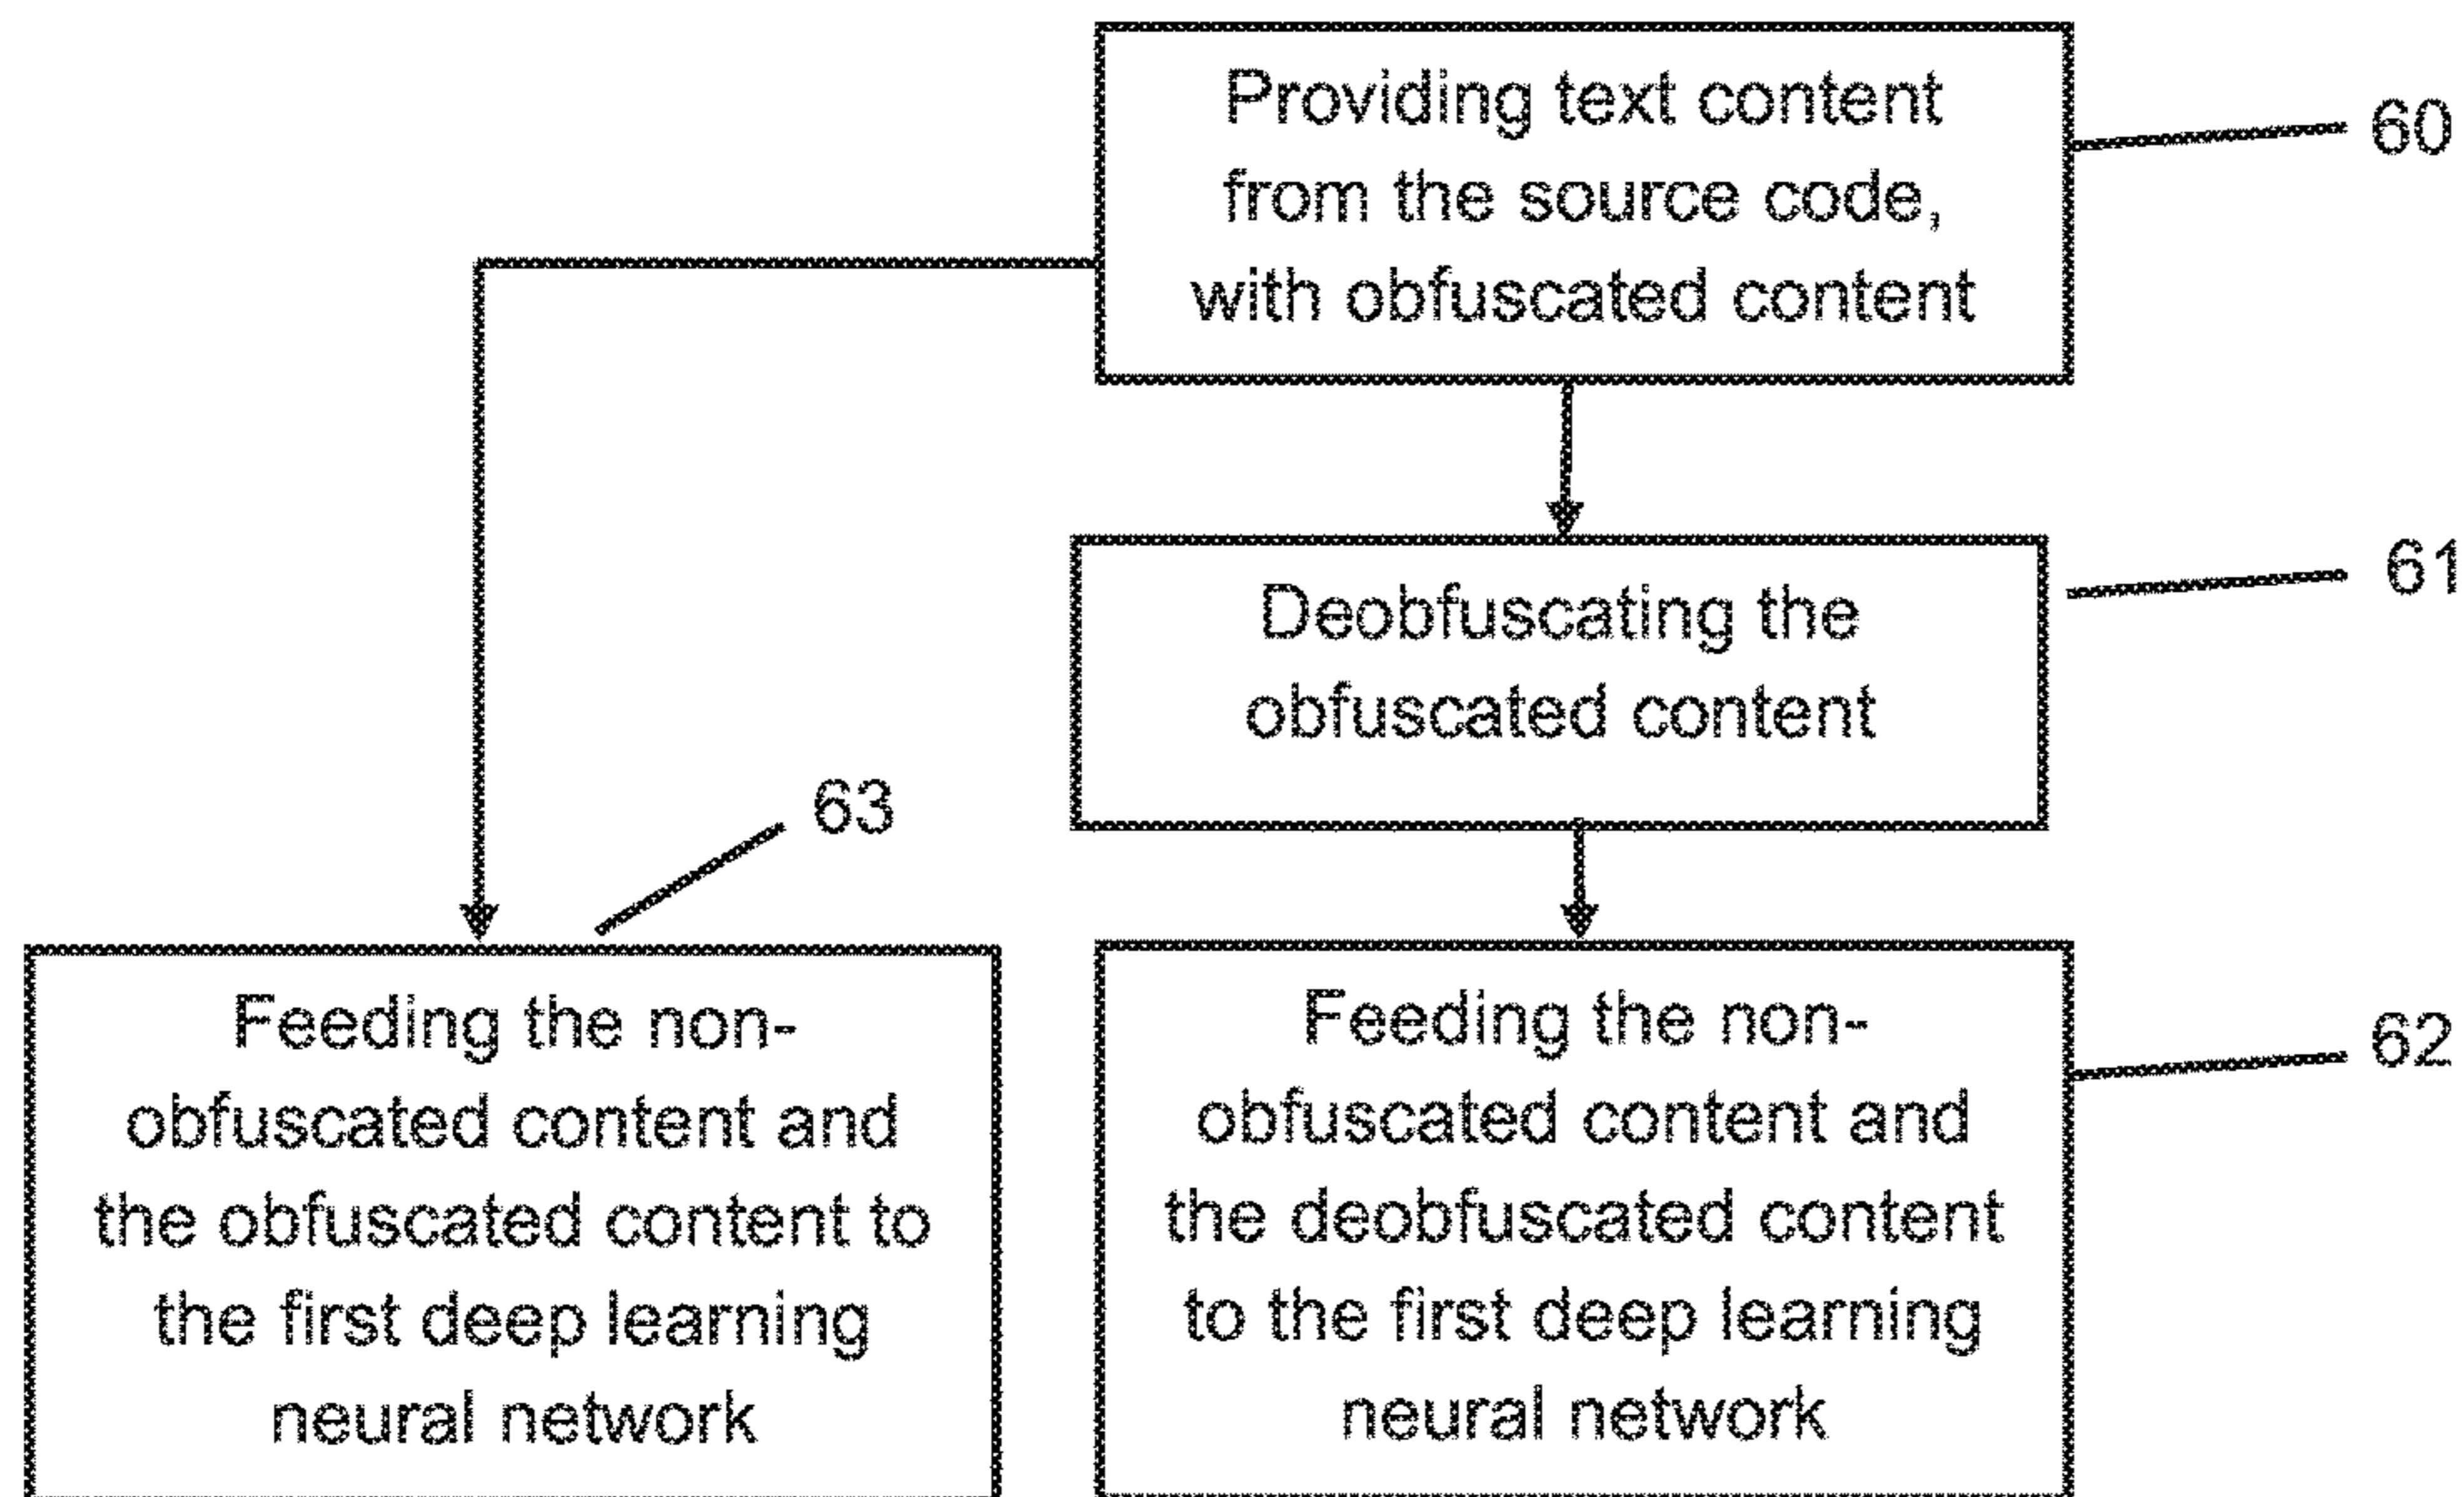 Providing text content
from the source code,
with obfuscated content
60
Deobfuscating the
obfuscated content
61
63
Feeding the non-
obfuscated content and
the obfuscated content to
the first deep learning
neural network
Feeding the non-
obfuscated content and
the deobfuscated content
to the first deep learning
neural network
62